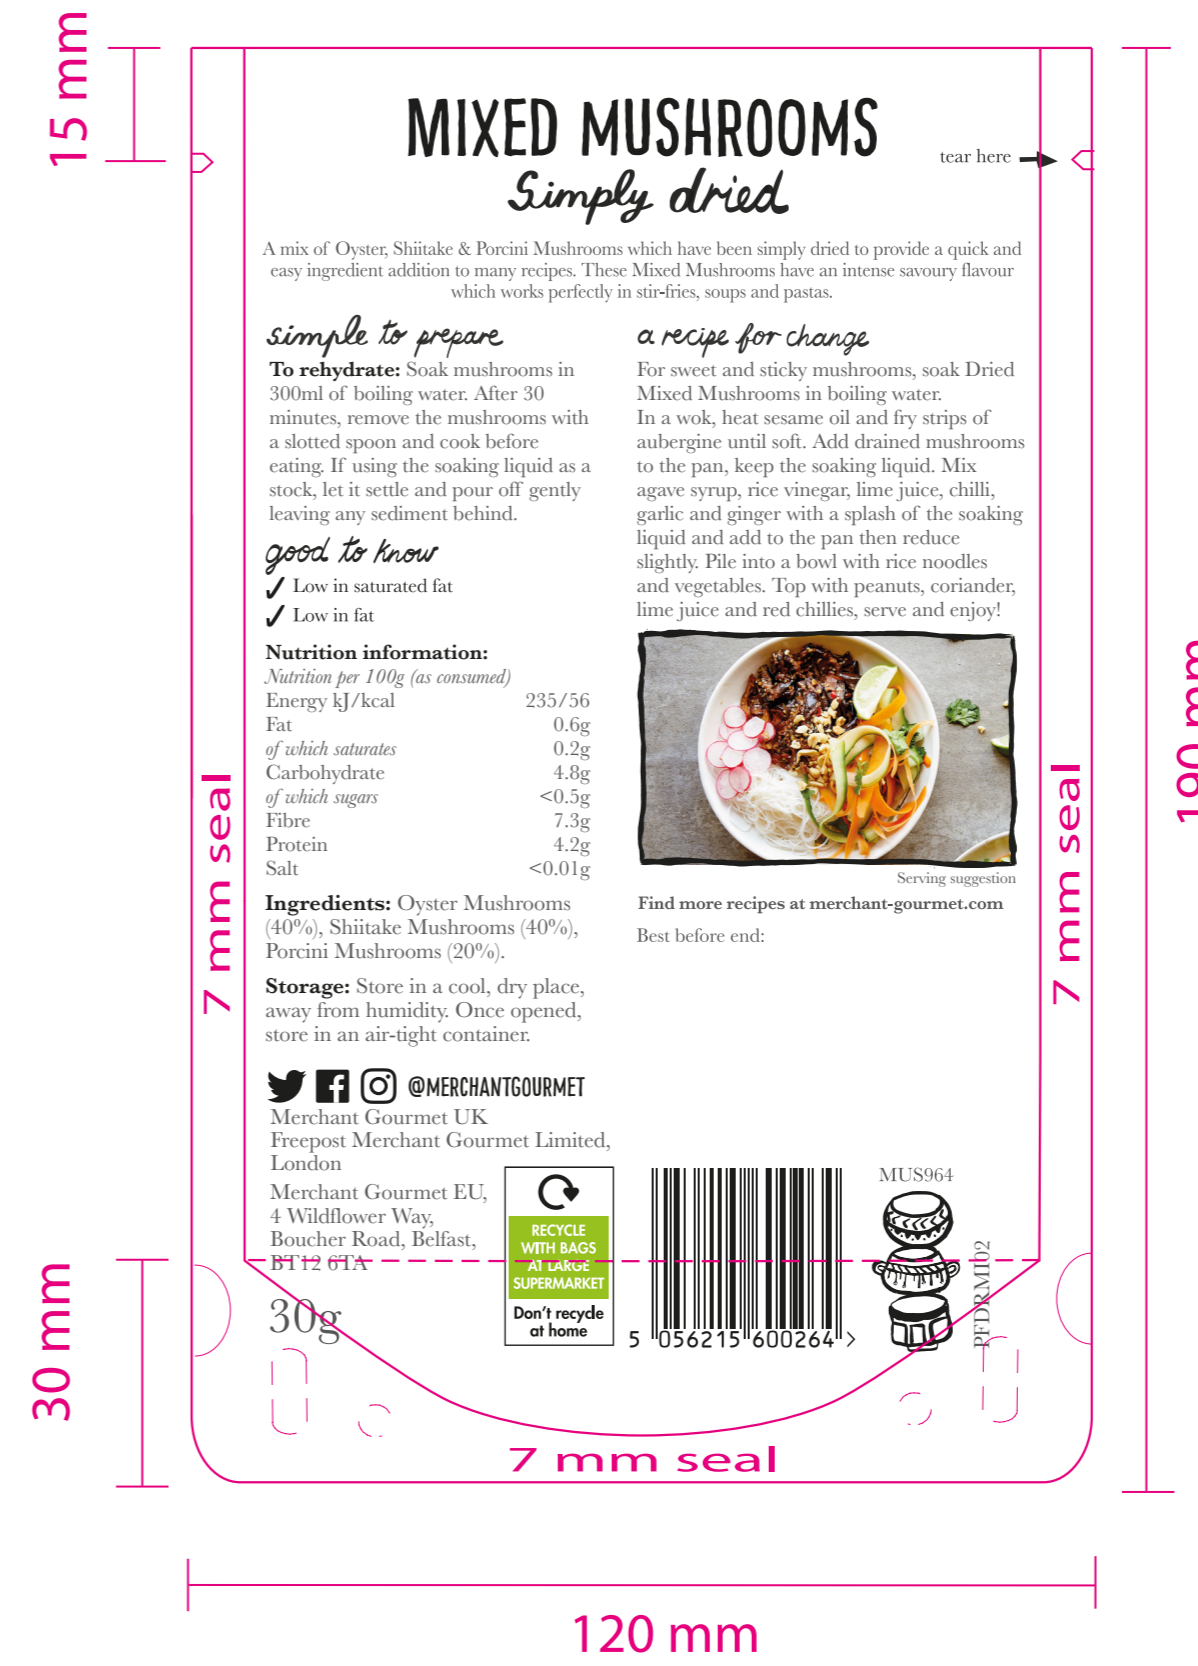 15 mm
MIXED MUSHROOMS
Simply dried
tear here
A mix of Oyster, Shiitake & Porcini Mushrooms which have been simply dried to provide a quick and
easy ingredient addition to many recipes. These Mixed Mushrooms have an intense savoury flavour
which works perfectly in stir-fries, soups and pastas.
simple to prepare
To rehydrate: Soak mushrooms in
300ml of boiling water. After 30
minutes, remove the mushrooms with
a slotted spoon and cook before
eating. If using the soaking liquid as a
stock, let it settle and pour off gently
leaving any sediment behind.
good to know
✓ Low in saturated fat
✓ Low in fat
Nutrition information:
Nutrition per 100g (as consumed)
Energy kJ/kcal 235/56
Fat 0.6g
of which saturates 0.2g
Carbohydrate 4.8g
of which sugars <0.5g
Fibre 7.3g
Protein 4.2g
Salt <0.01g
Ingredients: Oyster Mushrooms
(40%), Shiitake Mushrooms (40%),
Porcini Mushrooms (20%).
Storage: Store in a cool, dry place,
away from humidity. Once opened,
store in an air-tight container.
@MERCHANTGOURMET
Merchant Gourmet UK
Freepost Merchant Gourmet Limited,
London
Merchant Gourmet EU,
4 Wildflower Way,
Boucher Road, Belfast,
BT12 6TA
30g
a recipe for change
For sweet and sticky mushrooms, soak Dried
Mixed Mushrooms in boiling water.
In a wok, heat sesame oil and fry strips of
aubergine until soft. Add drained mushrooms
to the pan, keep the soaking liquid. Mix
agave syrup, rice vinegar, lime juice, chilli,
garlic and ginger with a splash of the soaking
liquid and add to the pan then reduce
slightly. Pile into a bowl with rice noodles
and vegetables. Top with peanuts, coriander,
lime juice and red chillies, serve and enjoy!
Serving suggestion
Find more recipes at merchant-gourmet.com
Best before end:
RECYCLE
WITH BAGS
AT LARGE
SUPERMARKET
Don't recycle
at home
5 056215 600264 >
MUS964
PFDRMI02
7 mm seal
7 mm seal
190 mm
30 mm
7 mm seal
120 mm